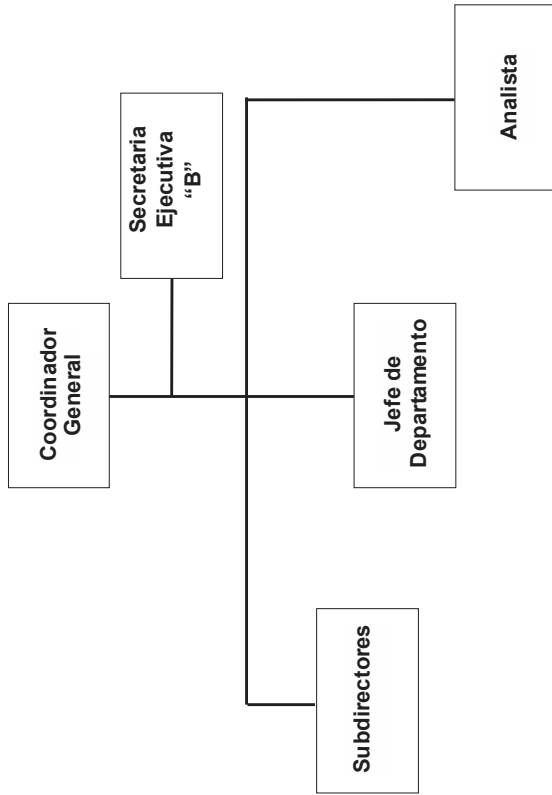 Coordinador
General
Secretaria
Ejecutiva
“B”
Subdirectores
Jefe de
Departamento
Analista